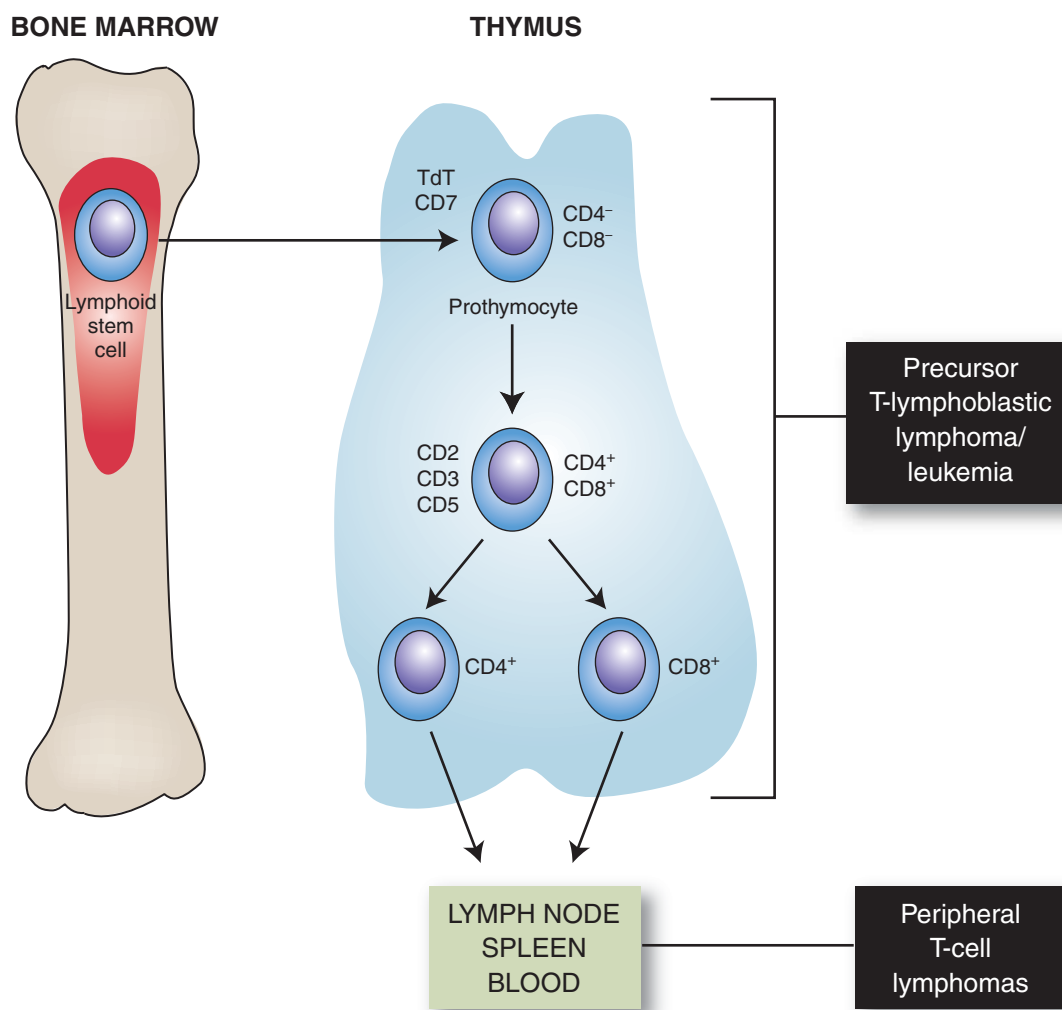 BONE MARROW
THYMUS
Lymphoid
stem
cell
TdT
CD7
CD4⁻
CD8⁻
Prothymocyte
CD2
CD3
CD5
CD4⁺
CD8⁺
CD4⁺
CD8⁺
Precursor
T-lymphoblastic
lymphoma/
leukemia
LYMPH NODE
SPLEEN
BLOOD
Peripheral
T-cell
lymphomas